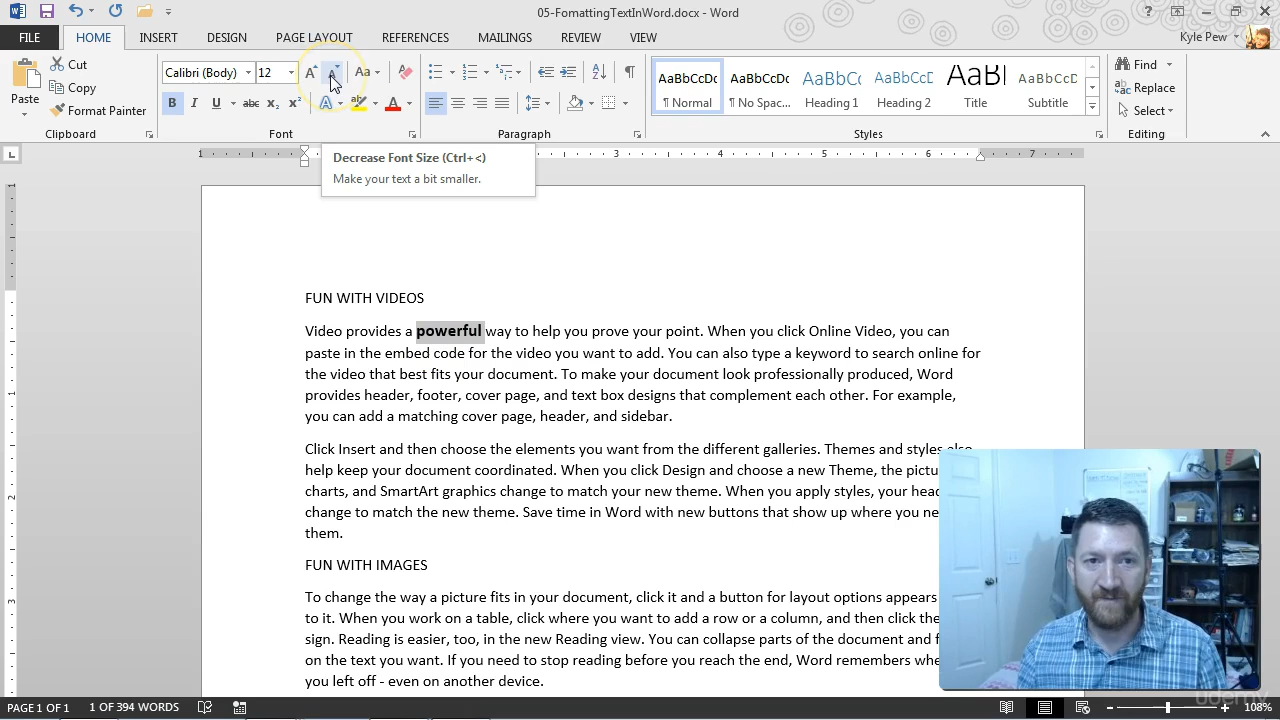 05-FomattingTextInWord.docx - Word
FILE
HOME
INSERT
DESIGN
PAGE LAYOUT
REFERENCES
MAILINGS
REVIEW
VIEW
Kyle Pew
Paste
Cut
Copy
Format Painter
Calibri (Body)
12
Aa
B I U abc x₂ x²
Clipboard
Font
Paragraph
AaBbCcDc
¶ Normal
AaBbCcDc
¶ No Spac...
AaBbCc
Heading 1
AaBbCcD
Heading 2
AaBl
Title
AaBbCcD
Subtitle
Styles
Find
Replace
Select
Editing
Decrease Font Size (Ctrl+<)
Make your text a bit smaller.
1 3 4 5 6 7
FUN WITH VIDEOS
Video provides a powerful way to help you prove your point. When you click Online Video, you can
paste in the embed code for the video you want to add. You can also type a keyword to search online for
the video that best fits your document. To make your document look professionally produced, Word
provides header, footer, cover page, and text box designs that complement each other. For example,
you can add a matching cover page, header, and sidebar.
Click Insert and then choose the elements you want from the different galleries. Themes and styles also
help keep your document coordinated. When you click Design and choose a new Theme, the pictu
charts, and SmartArt graphics change to match your new theme. When you apply styles, your head
change to match the new theme. Save time in Word with new buttons that show up where you ne
them.
FUN WITH IMAGES
To change the way a picture fits in your document, click it and a button for layout options appears
to it. When you work on a table, click where you want to add a row or a column, and then click the
sign. Reading is easier, too, in the new Reading view. You can collapse parts of the document and f
on the text you want. If you need to stop reading before you reach the end, Word remembers whe
you left off - even on another device.
udemy
PAGE 1 OF 1
1 OF 394 WORDS
108%